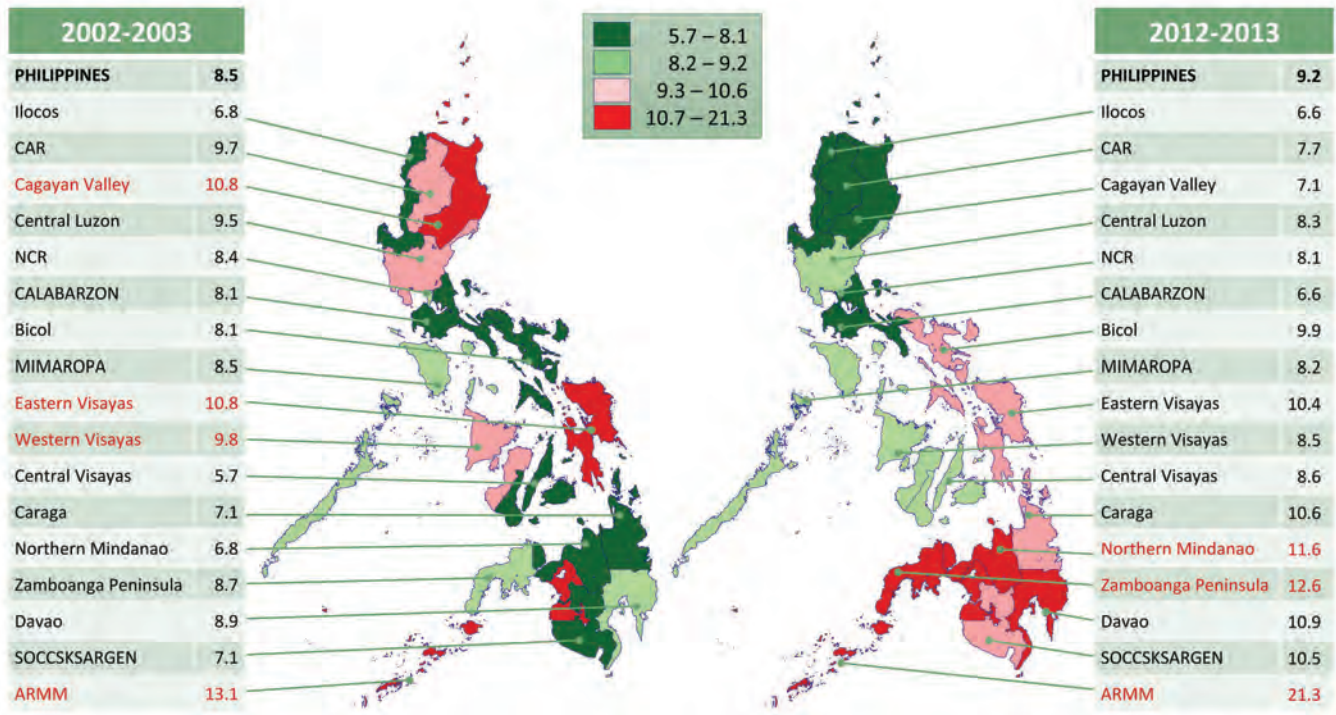 2002-2003
PHILIPPINES 8.5
Ilocos 6.8
CAR 9.7
Cagayan Valley 10.8
Central Luzon 9.5
NCR 8.4
CALABARZON 8.1
Bicol 8.1
MIMAROPA 8.5
Eastern Visayas 10.8
Western Visayas 9.8
Central Visayas 5.7
Caraga 7.1
Northern Mindanao 6.8
Zamboanga Peninsula 8.7
Davao 8.9
SOCCSKSARGEN 7.1
ARMM 13.1
5.7 – 8.1
8.2 – 9.2
9.3 – 10.6
10.7 – 21.3
2012-2013
PHILIPPINES 9.2
Ilocos 6.6
CAR 7.7
Cagayan Valley 7.1
Central Luzon 8.3
NCR 8.1
CALABARZON 6.6
Bicol 9.9
MIMAROPA 8.2
Eastern Visayas 10.4
Western Visayas 8.5
Central Visayas 8.6
Caraga 10.6
Northern Mindanao 11.6
Zamboanga Peninsula 12.6
Davao 10.9
SOCCSKSARGEN 10.5
ARMM 21.3